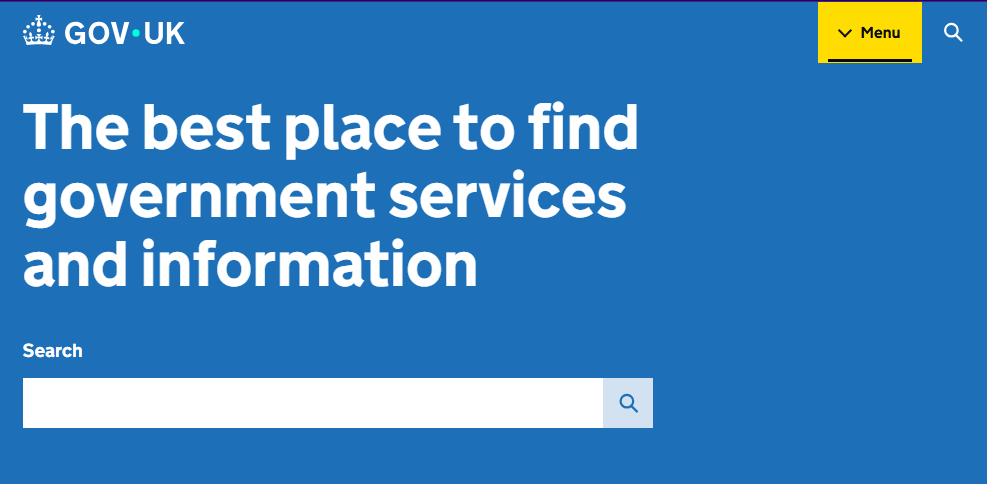 GOV•UK
Menu
The best place to find
government services
and information
Search